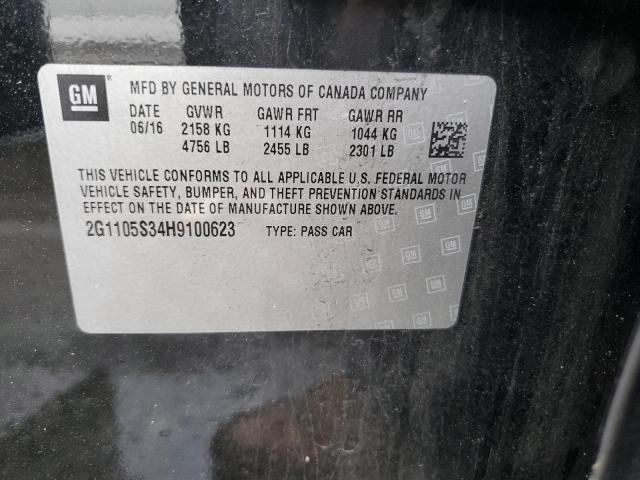 GM ® MFD BY GENERAL MOTORS OF CANADA COMPANY
DATE GVWR GAWR FRT GAWR RR
06/16 2158 KG 1114 KG 1044 KG
4756 LB 2455 LB 2301 LB
THIS VEHICLE CONFORMS TO ALL APPLICABLE U.S. FEDERAL MOTOR
VEHICLE SAFETY, BUMPER, AND THEFT PREVENTION STANDARDS IN
EFFECT ON THE DATE OF MANUFACTURE SHOWN ABOVE.
2G1105S34H9100623 TYPE: PASS CAR